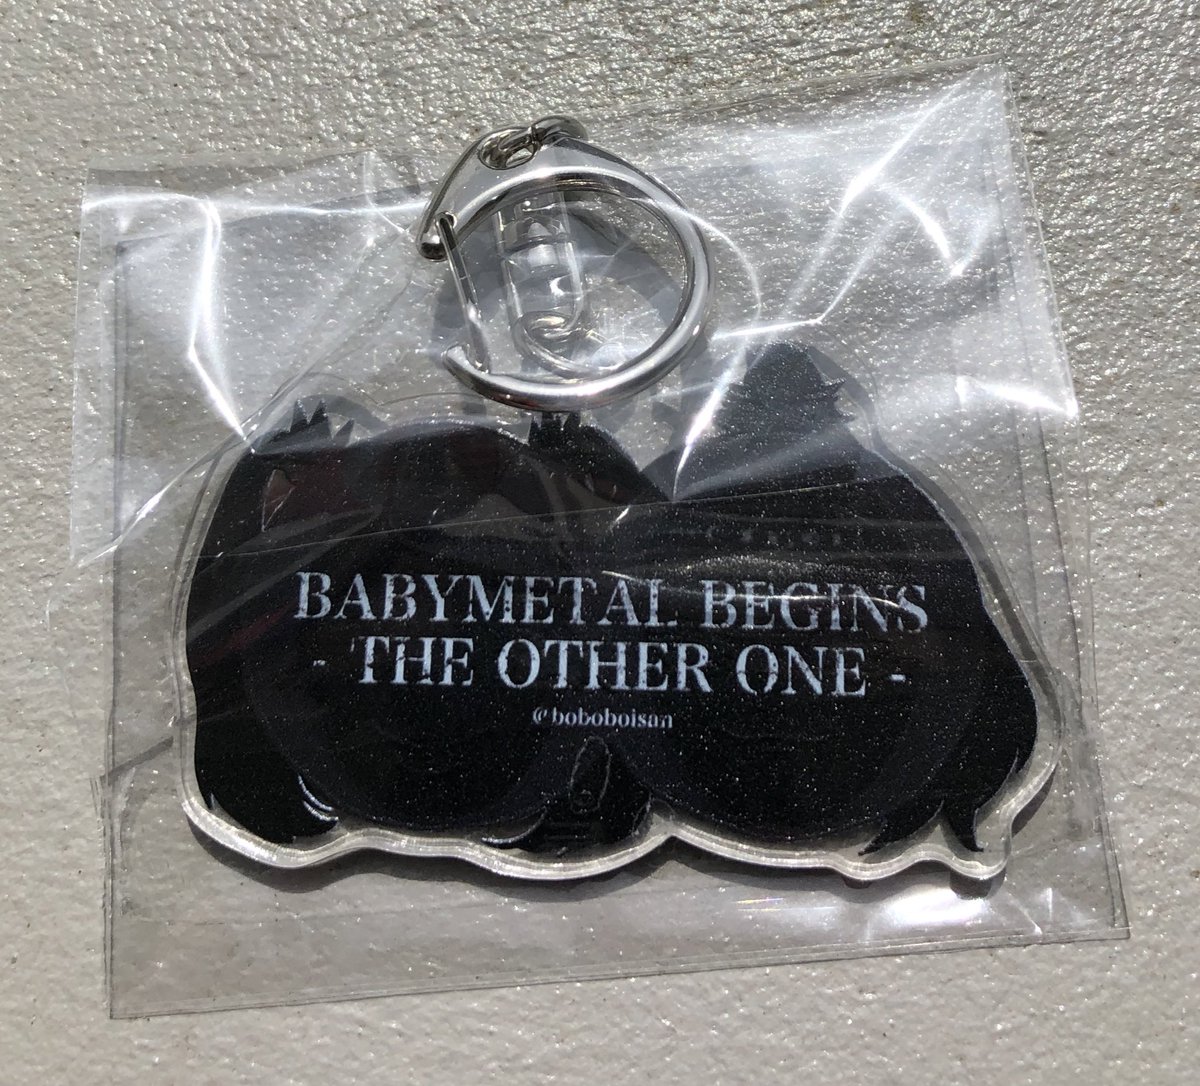 BABYMETAL BEGINS
- THE OTHER ONE -
@boboboisan